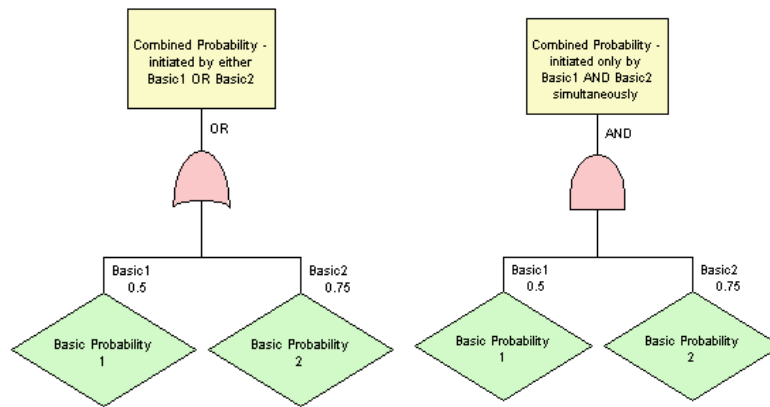 Combined Probability -
initiated by either
Basic1 OR Basic2
OR
Basic1
0.5
Basic2
0.75
Basic Probability
1
Basic Probability
2
Combined Probability -
initiated only by
Basic1 AND Basic2
simultaneously
AND
Basic1
0.5
Basic2
0.75
Basic Probability
1
Basic Probability
2